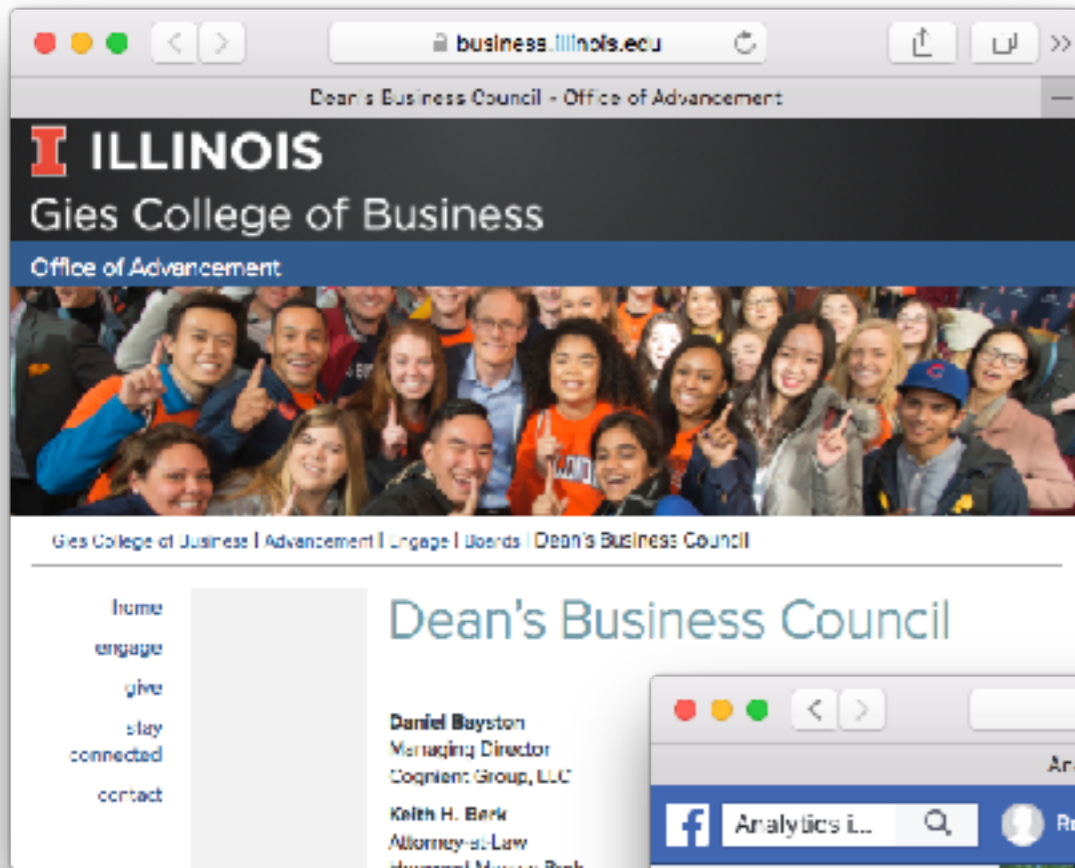 business.illinois.edu
Dean's Business Council - Office of Advancement
I ILLINOIS
Gies College of Business
Office of Advancement
Gies College of Business | Advancement | Engage | Boards | Dean's Business Council
home
engage
give
stay
connected
contact
Dean's Business Council
Daniel Bayston
Managing Director
Cognient Group, LLC
Keith H. Berk
Attorney-at-Law
Ana
f Analytics i...